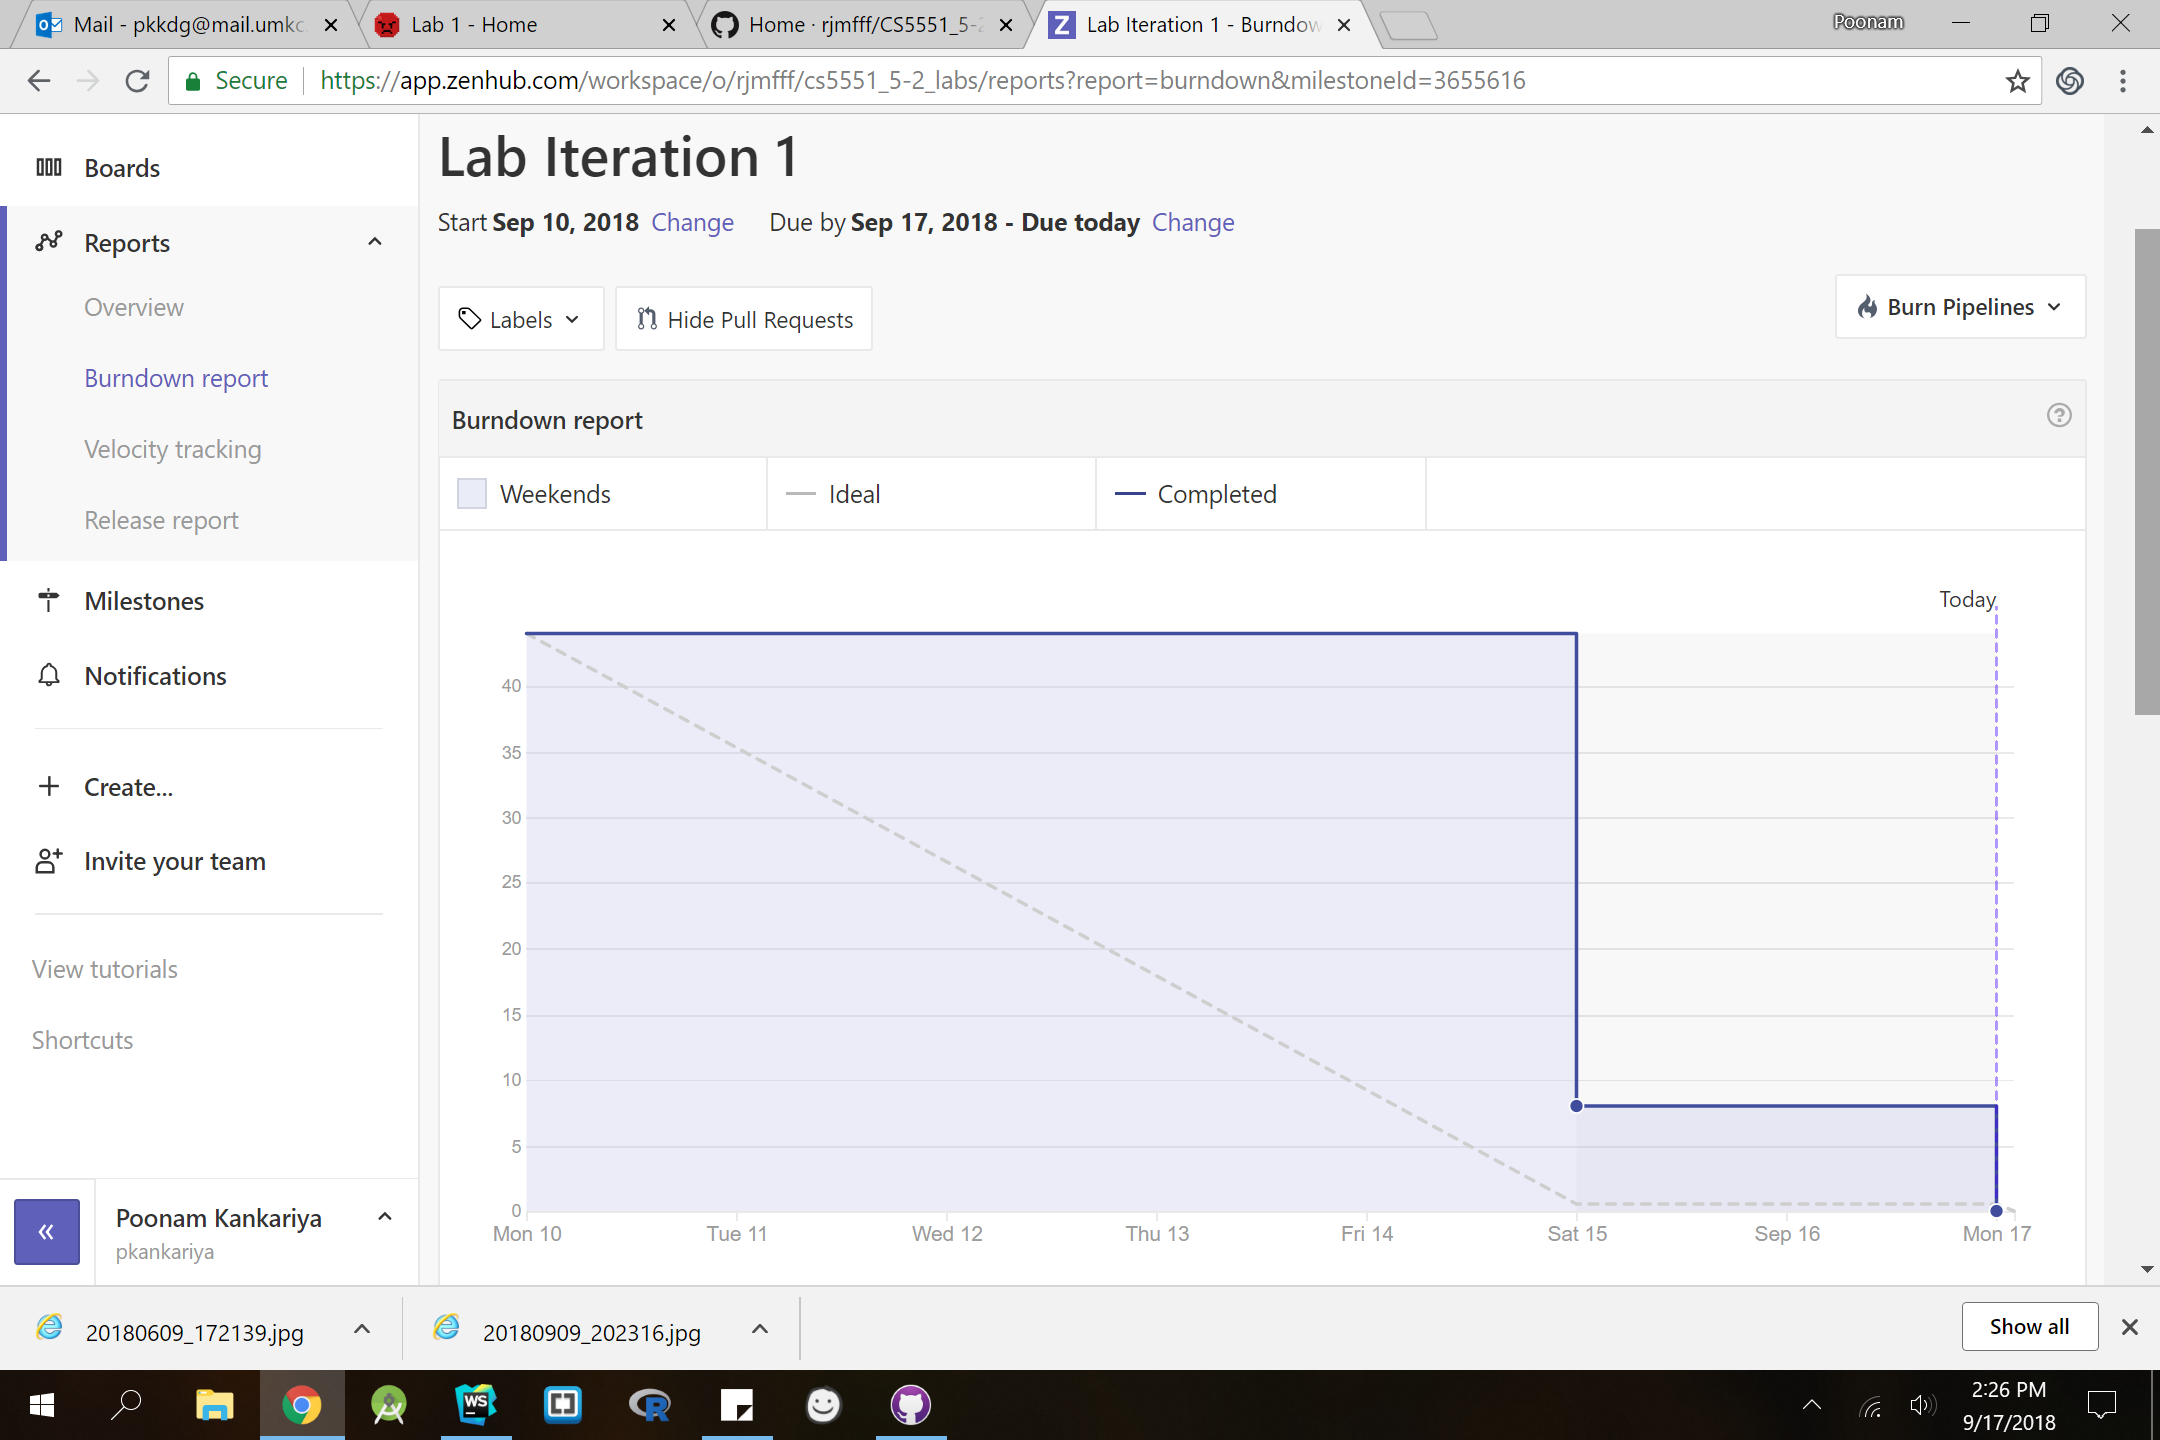 Mail - pkkdg@mail.umkc
Lab 1 - Home
Home · rjmfff/CS5551_5-2
Lab Iteration 1 - Burndow
Poonam
Secure
https://app.zenhub.com/workspace/o/rjmfff/cs5551_5-2_labs/reports?report=burndown&milestoneId=3655616
Boards
Reports
Overview
Burndown report
Velocity tracking
Release report
Milestones
Notifications
Create...
Invite your team
View tutorials
Shortcuts
Poonam Kankariya
pkankariya
Lab Iteration 1
Start Sep 10, 2018 Change Due by Sep 17, 2018 - Due today Change
Labels
Hide Pull Requests
Burn Pipelines
Burndown report
Weekends
Ideal
Completed
Today
40
35
30
25
20
15
10
5
0
Mon 10 Tue 11 Wed 12 Thu 13 Fri 14 Sat 15 Sep 16 Mon 17
20180609_172139.jpg
20180909_202316.jpg
Show all
WS
R
2:26 PM
9/17/2018